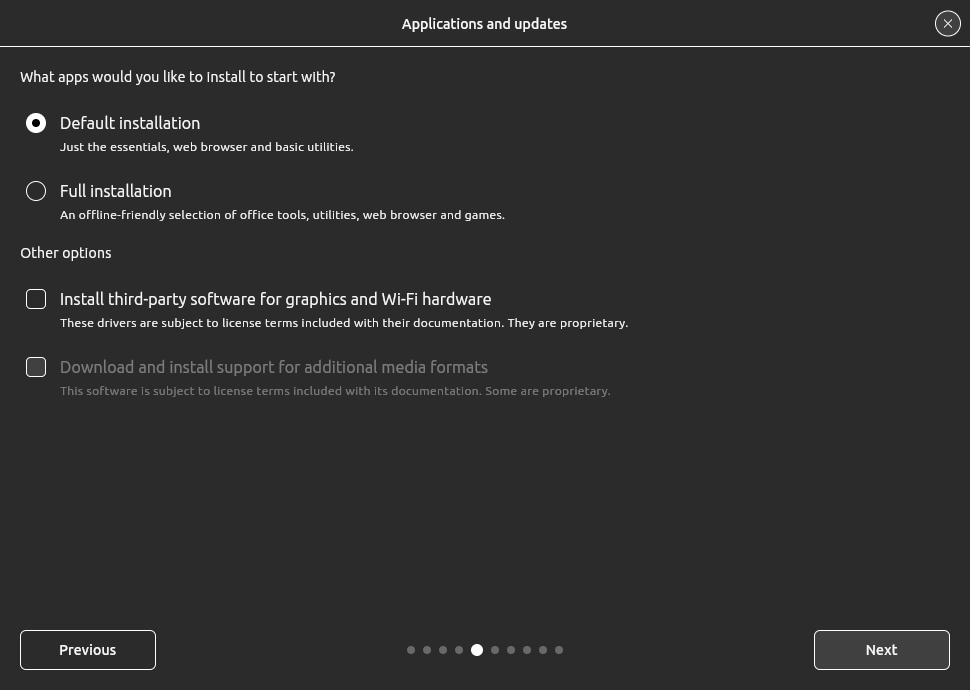 Applications and updates
What apps would you like to install to start with?
Default installation
Just the essentials, web browser and basic utilities.
Full installation
An offline-friendly selection of office tools, utilities, web browser and games.
Other options
Install third-party software for graphics and Wi-Fi hardware
These drivers are subject to license terms included with their documentation. They are proprietary.
Download and install support for additional media formats
This software is subject to license terms included with its documentation. Some are proprietary.
Previous
Next